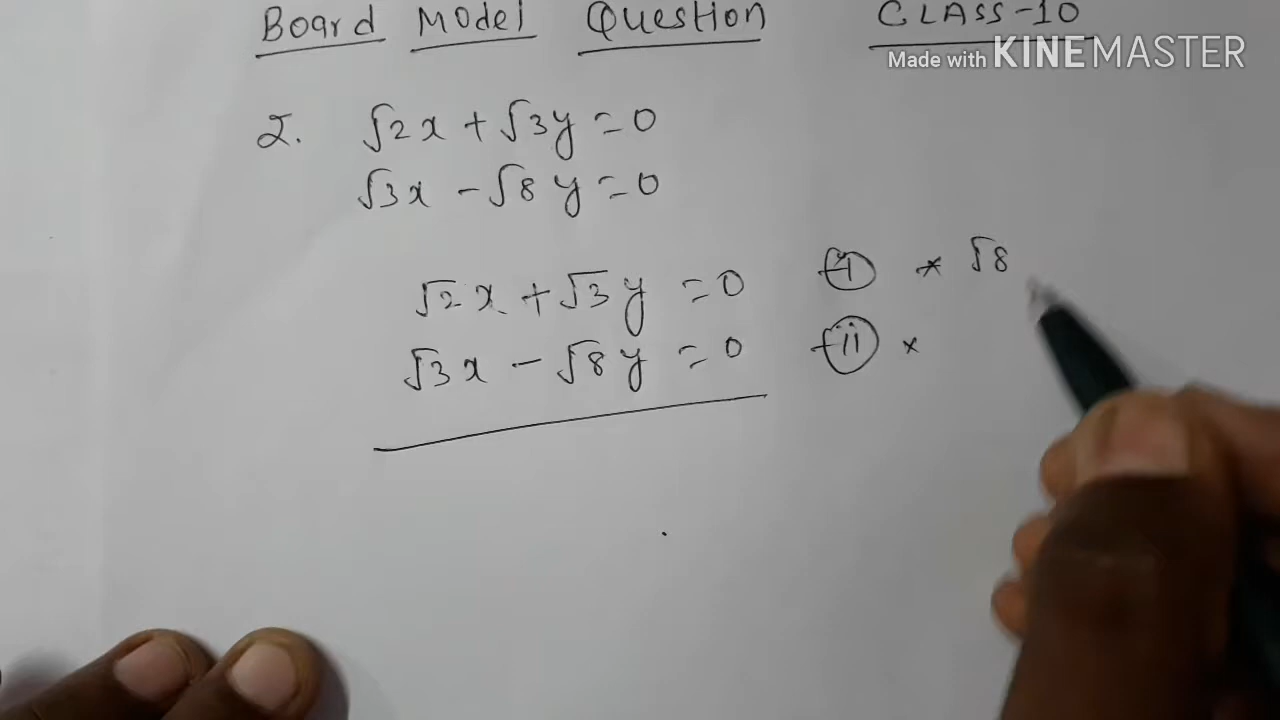 Board Model Question CLASS-10
Made with KINEMASTER
2. √2x + √3y = 0
√3x - √8y = 0
√2x + √3y = 0 (i) * √8
√3x - √8y = 0 (ii) ×